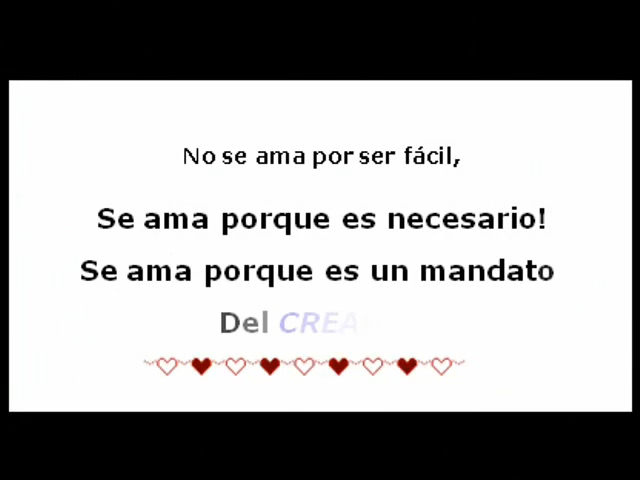 No se ama por ser fácil,
Se ama porque es necesario!
Se ama porque es un mandato
Del